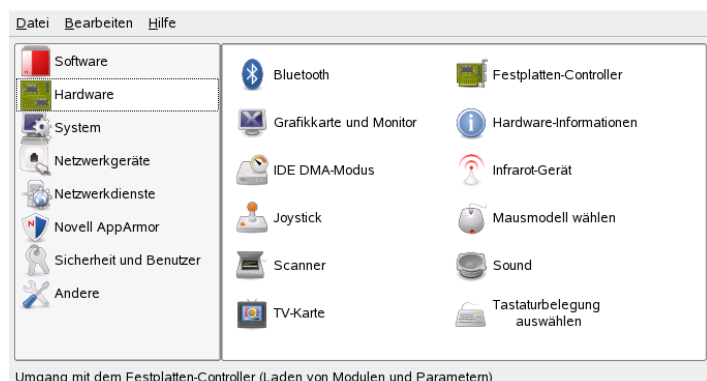 Datei Bearbeiten Hilfe
Software
Hardware
System
Netzwerkgeräte
Netzwerkdienste
Novell AppArmor
Sicherheit und Benutzer
Andere
Bluetooth
Festplatten-Controller
Grafikkarte und Monitor
Hardware-Informationen
IDE DMA-Modus
Infrarot-Gerät
Joystick
Mausmodell wählen
Scanner
Sound
TV-Karte
Tastaturbelegung
auswählen
Umgang mit dem Festplatten-Controller (Laden von Modulen und Parametern)